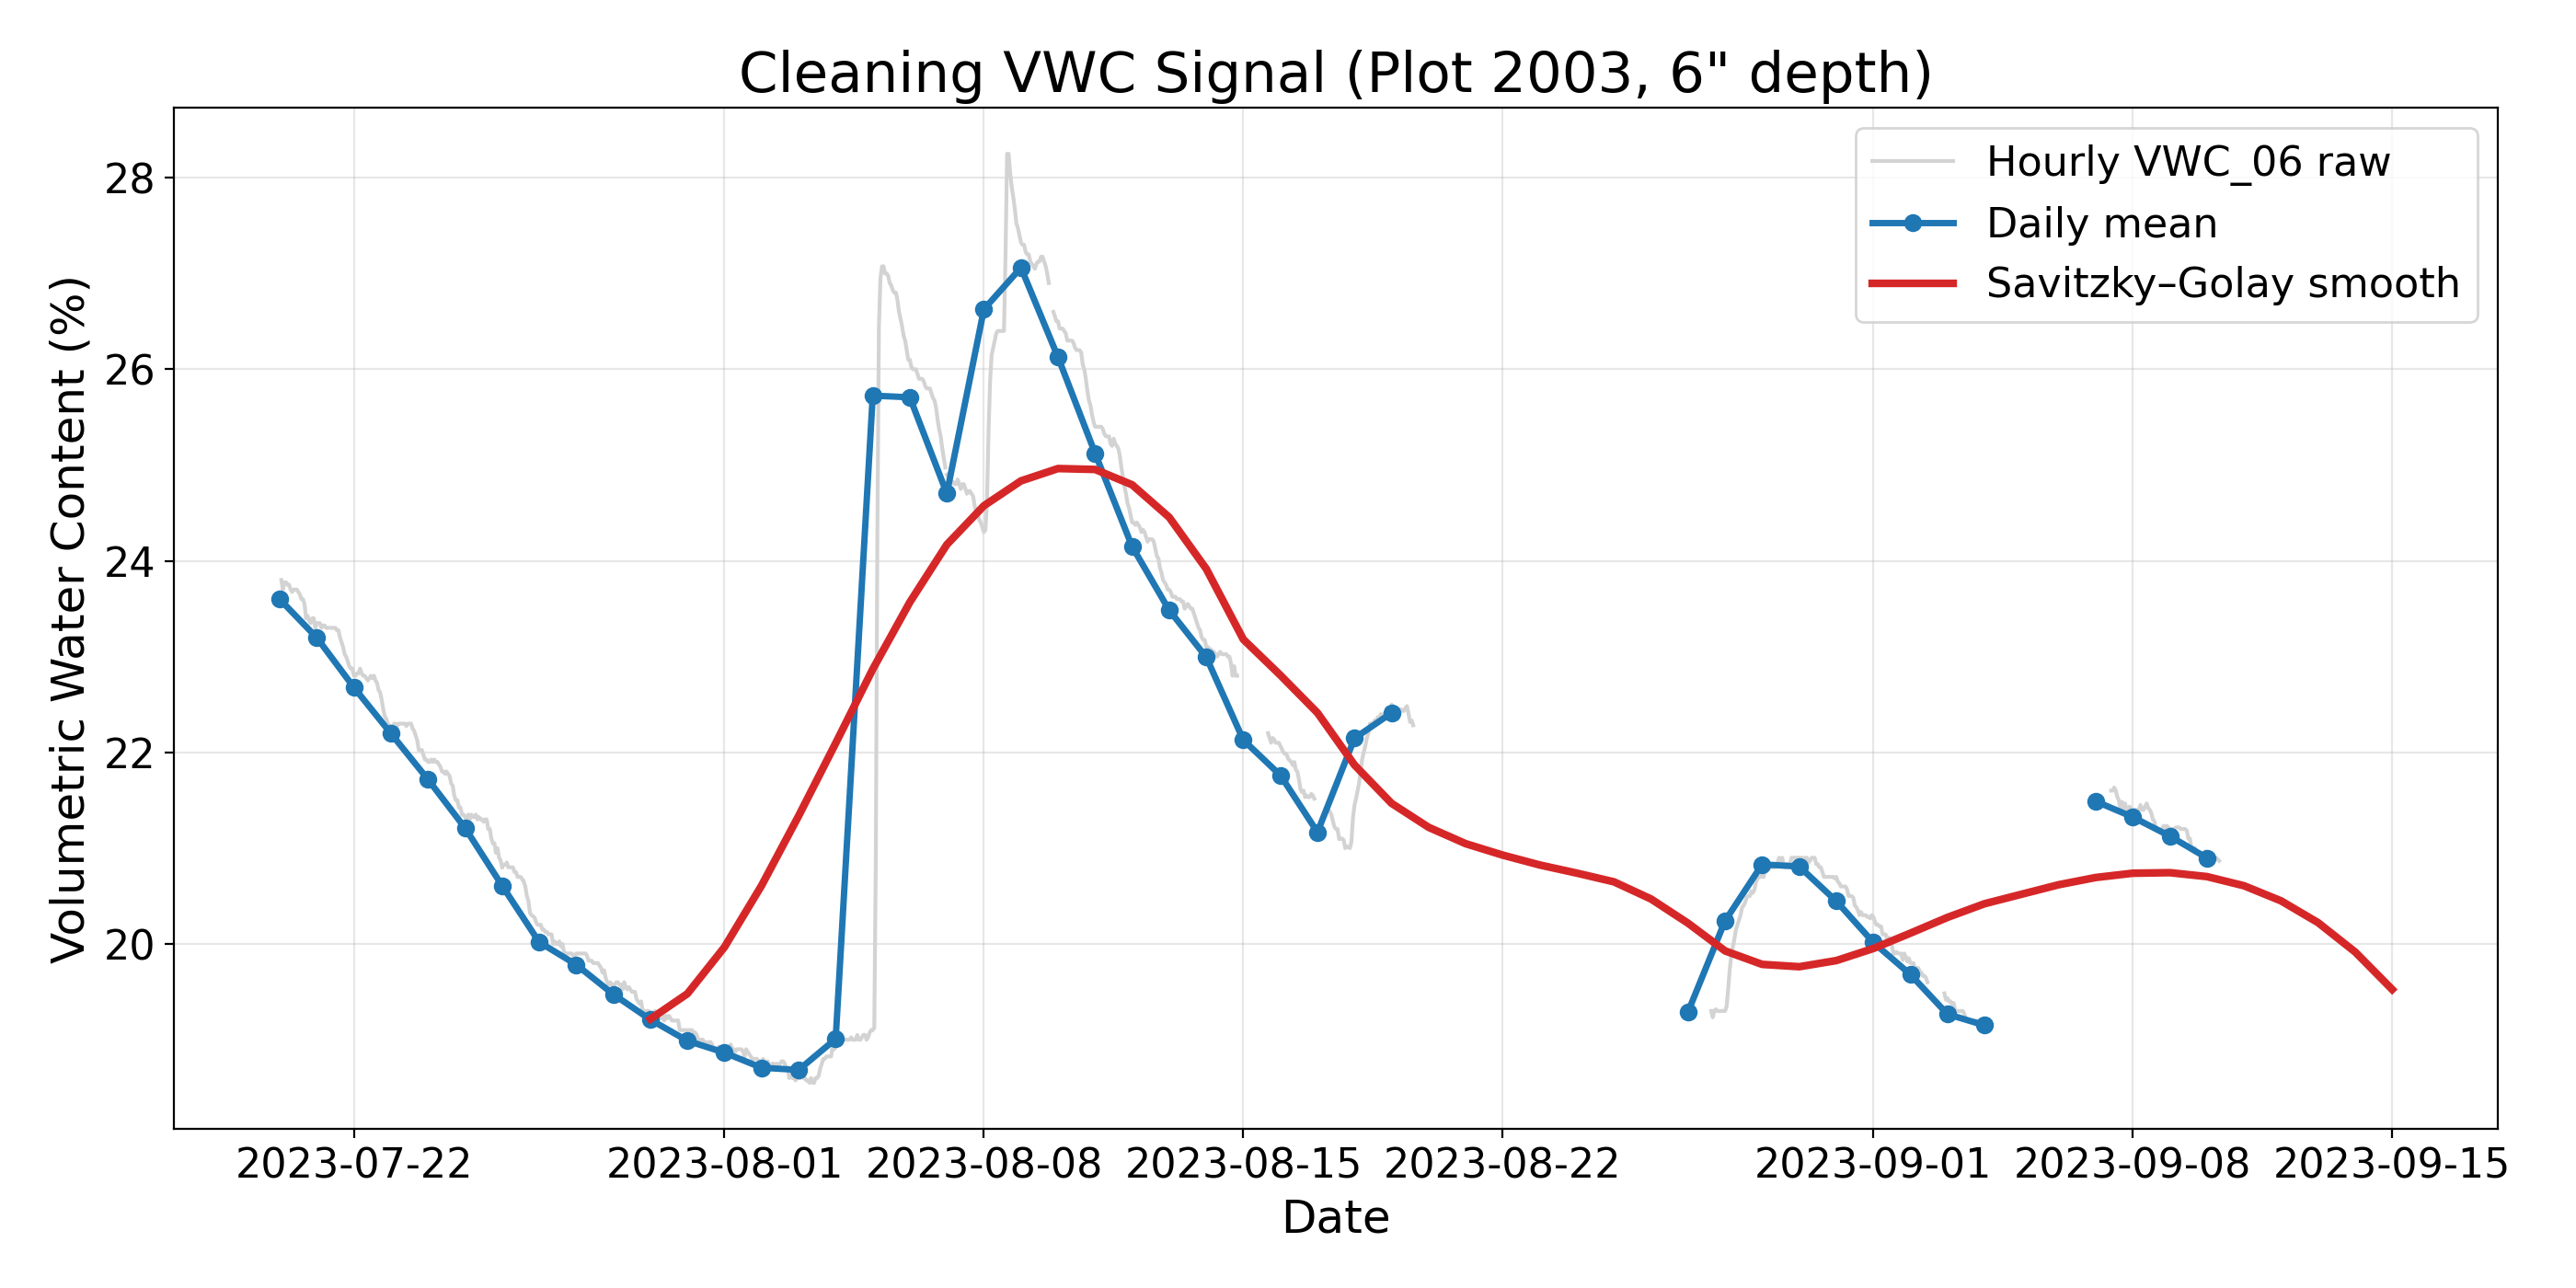 Cleaning VWC Signal (Plot 2003, 6" depth)
Hourly VWC_06 raw
Daily mean
Savitzky–Golay smooth
Volumetric Water Content (%)
28
26
24
22
20
2023-07-22
2023-08-01
2023-08-08
2023-08-15
2023-08-22
2023-09-01
2023-09-08
2023-09-15
Date